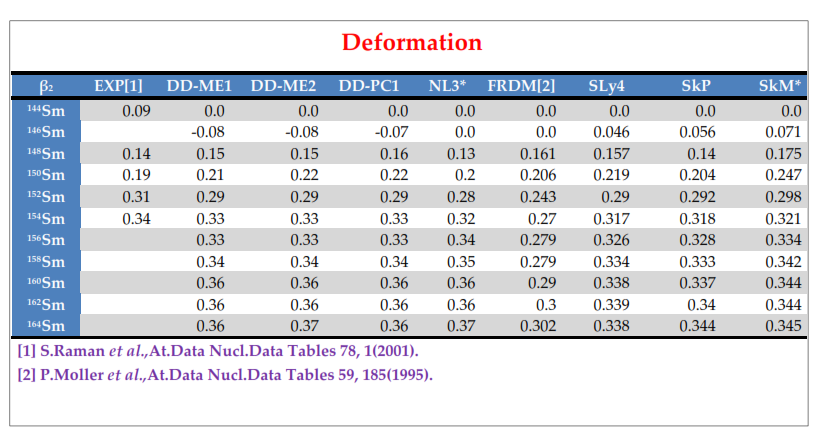 Deformation
β₂ EXP[1] DD-ME1 DD-ME2 DD-PC1 NL3* FRDM[2] SLy4 SkP SkM*
¹⁴⁴Sm 0.09 0.0 0.0 0.0 0.0 0.0 0.0 0.0 0.0
¹⁴⁶Sm -0.08 -0.08 -0.07 0.0 0.0 0.046 0.056 0.071
¹⁴⁸Sm 0.14 0.15 0.15 0.16 0.13 0.161 0.157 0.14 0.175
¹⁵⁰Sm 0.19 0.21 0.22 0.22 0.2 0.206 0.219 0.204 0.247
¹⁵²Sm 0.31 0.29 0.29 0.29 0.28 0.243 0.29 0.292 0.298
¹⁵⁴Sm 0.34 0.33 0.33 0.33 0.32 0.27 0.317 0.318 0.321
¹⁵⁶Sm 0.33 0.33 0.33 0.34 0.279 0.326 0.328 0.334
¹⁵⁸Sm 0.34 0.34 0.34 0.35 0.279 0.334 0.333 0.342
¹⁶⁰Sm 0.36 0.36 0.36 0.36 0.29 0.338 0.337 0.344
¹⁶²Sm 0.36 0.36 0.36 0.36 0.3 0.339 0.34 0.344
¹⁶⁴Sm 0.36 0.37 0.36 0.37 0.302 0.338 0.344 0.345
[1] S.Raman et al.,At.Data Nucl.Data Tables 78, 1(2001).
[2] P.Moller et al.,At.Data Nucl.Data Tables 59, 185(1995).